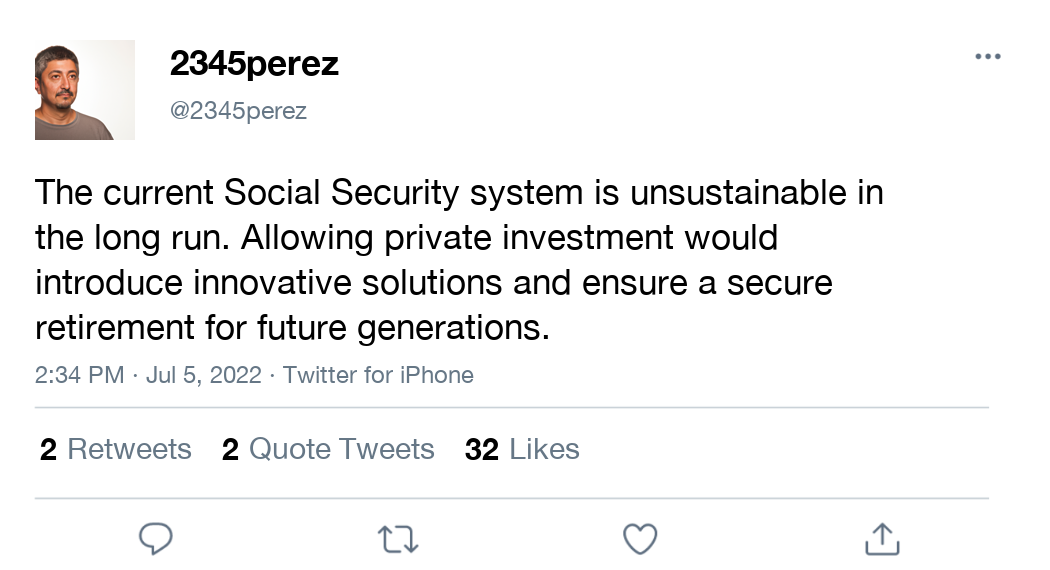 2345perez
@2345perez
The current Social Security system is unsustainable in
the long run. Allowing private investment would
introduce innovative solutions and ensure a secure
retirement for future generations.
2:34 PM · Jul 5, 2022 · Twitter for iPhone
2 Retweets 2 Quote Tweets 32 Likes